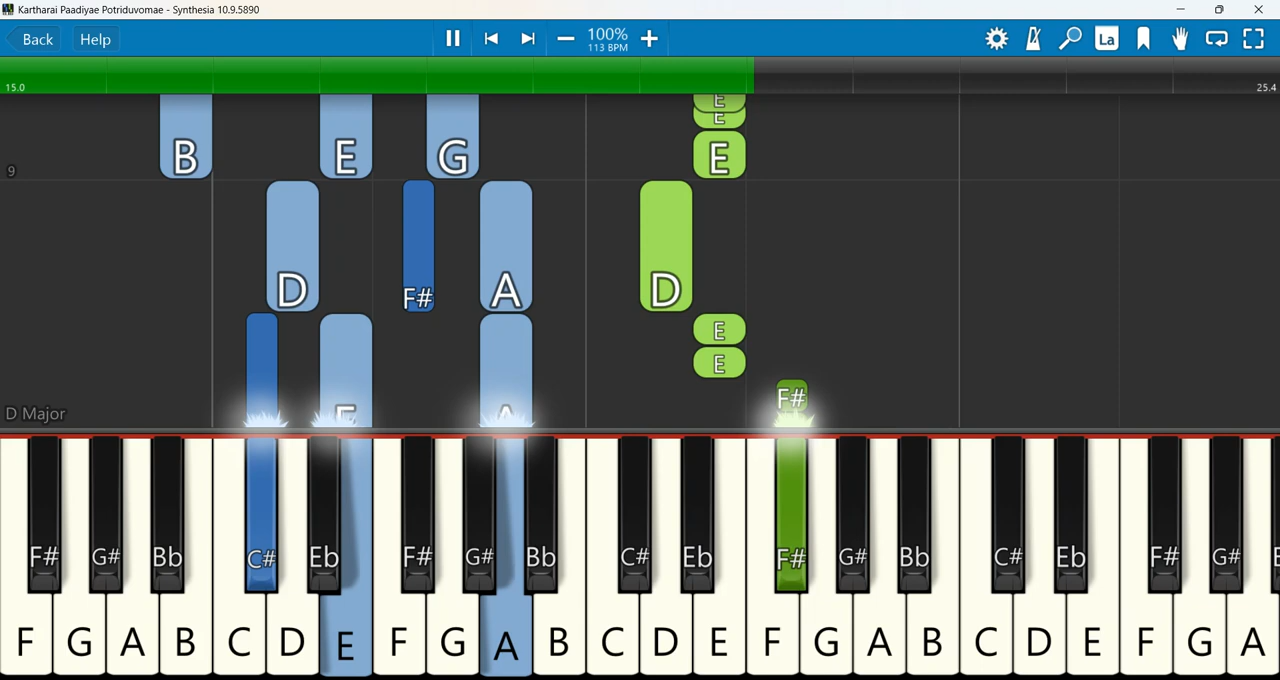 Kartharai Paadiyae Potriduvomae - Synthesia 10.9.5890
Back Help 100% La
113 BPM
15.0 25.4
E
E
B E G E
9
D F# A D
E
E
F#
E A
D Major
F# G# Bb C# Eb F# G# Bb C# Eb F# G# Bb C# Eb F# G#
F G A B C D E F G A B C D E F G A B C D E F G A